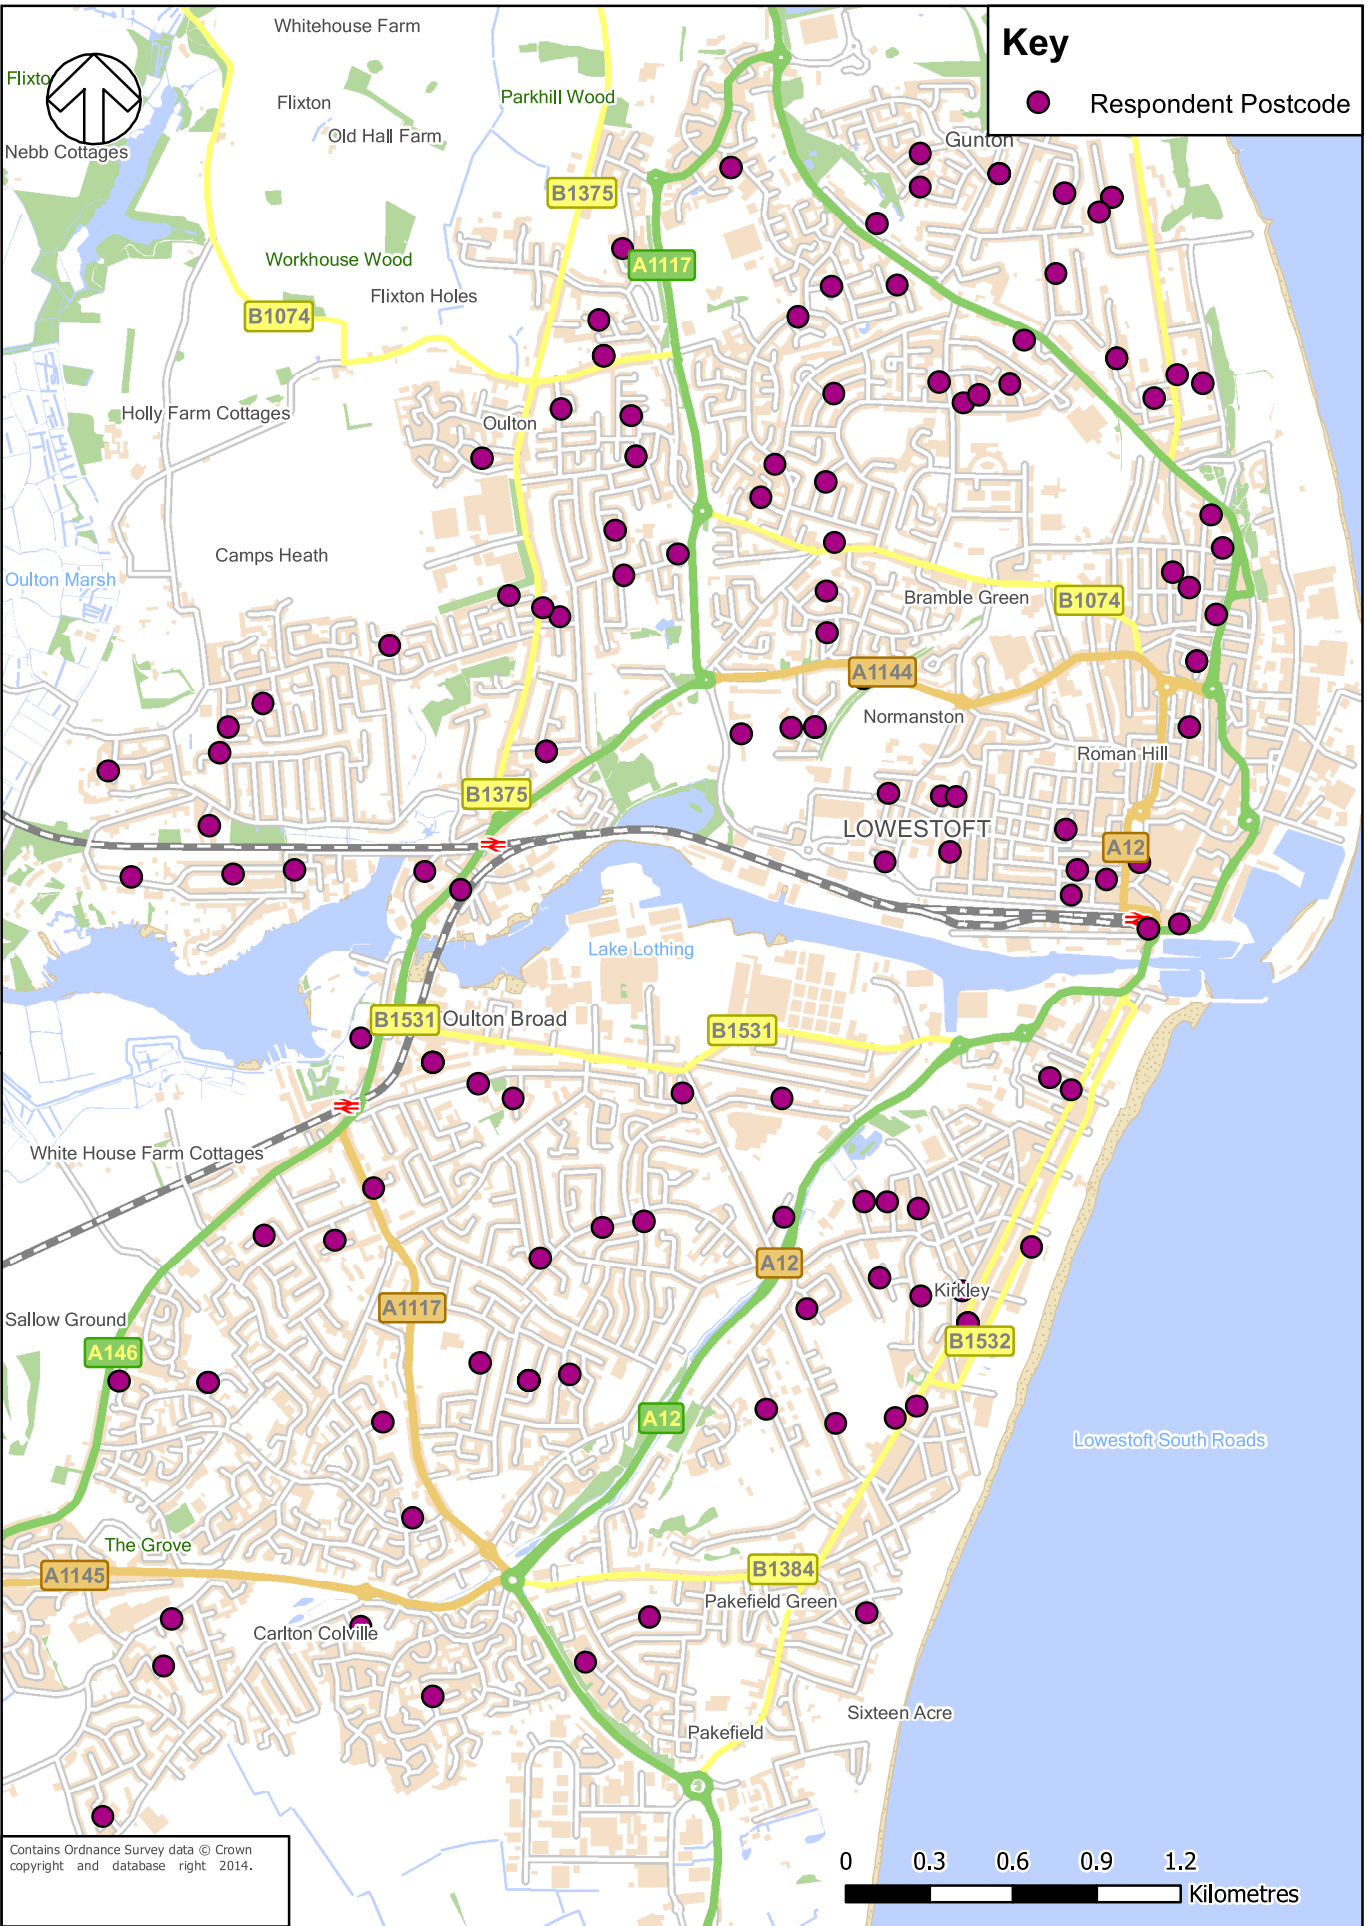 Whitehouse Farm
Key
Respondent Postcode
Flixto
Parkhill Wood
Flixton
Old Hall Farm
Gunton
Nebb Cottages
B1375
Workhouse Wood
A1117
Flixton Holes
B1074
Holly Farm Cottages
Oulton
Camps Heath
Oulton Marsh
Bramble Green
B1074
A1144
Normanston
Roman Hill
B1375
LOWESTOFT
A12
Lake Lothing
B1531
Oulton Broad
B1531
White House Farm Cottages
A12
Kirkley
A1117
Sallow Ground
B1532
A146
A12
Lowestoft South Roads
The Grove
B1384
A1145
Pakefield Green
Carlton Colville
Sixteen Acre
Pakefield
Contains Ordnance Survey data © Crown
copyright and database right 2014.
0 0.3 0.6 0.9 1.2
Kilometres